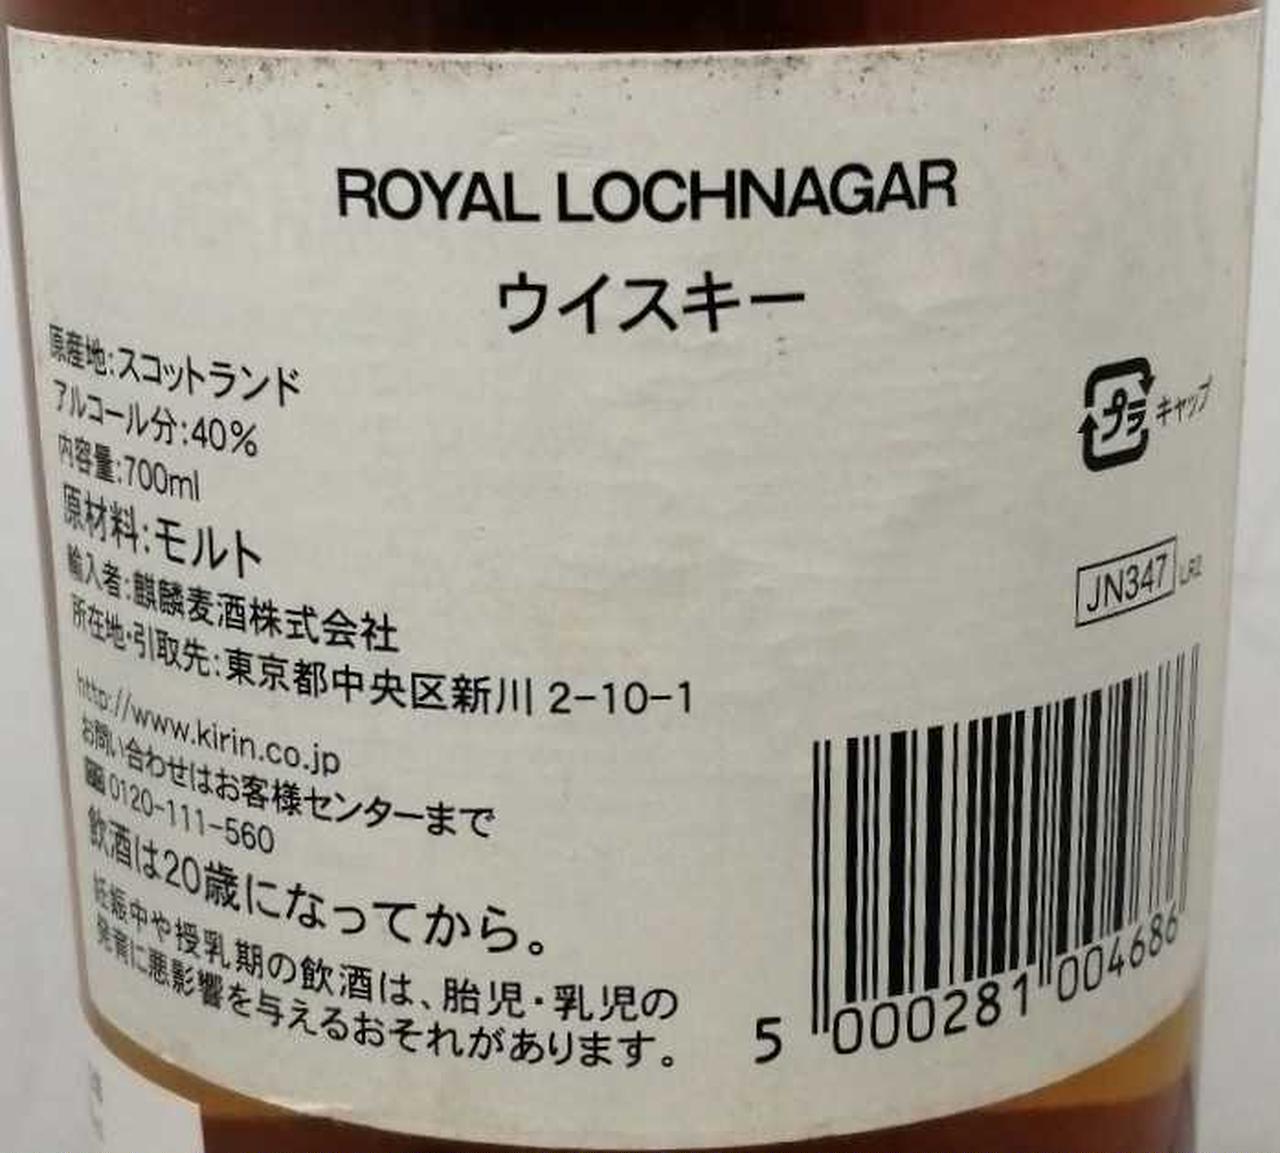 ROYAL LOCHNAGAR
ウイスキー
原産地:スコットランド
アルコール分:40%
内容量:700ml
原材料:モルト
輸入者:麒麟麦酒株式会社
所在地・引取先:東京都中央区新川 2-10-1
http://www.kirin.co.jp
お問い合わせはお客様センターまで
0120-111-560
飲酒は20歳になってから。
妊娠中や授乳期の飲酒は、胎児・乳児の
発育に悪影響を与えるおそれがあります。
プラ キャップ
JN347 LR2
5 000281 004686